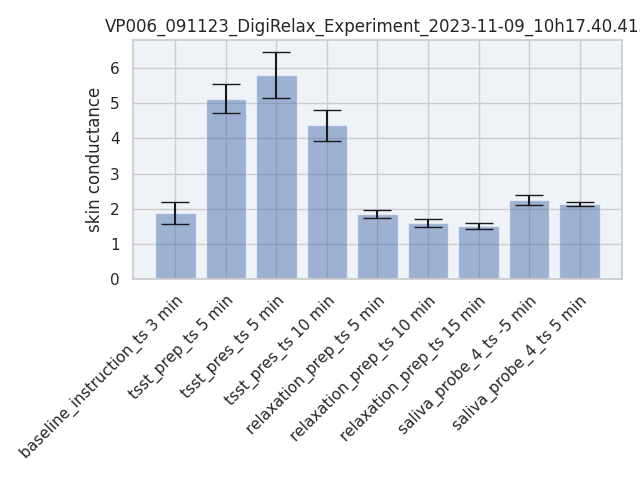 VP006_091123_DigiRelax_Experiment_2023-11-09_10h17.40.41
skin conductance
6
5
4
3
2
1
0
baseline_instruction_ts 3 min
tsst_prep_ts 5 min
tsst_pres_ts 5 min
tsst_pres_ts 10 min
relaxation_prep_ts 5 min
relaxation_prep_ts 10 min
relaxation_prep_ts 15 min
saliva_probe_4_ts -5 min
saliva_probe_4_ts 5 min